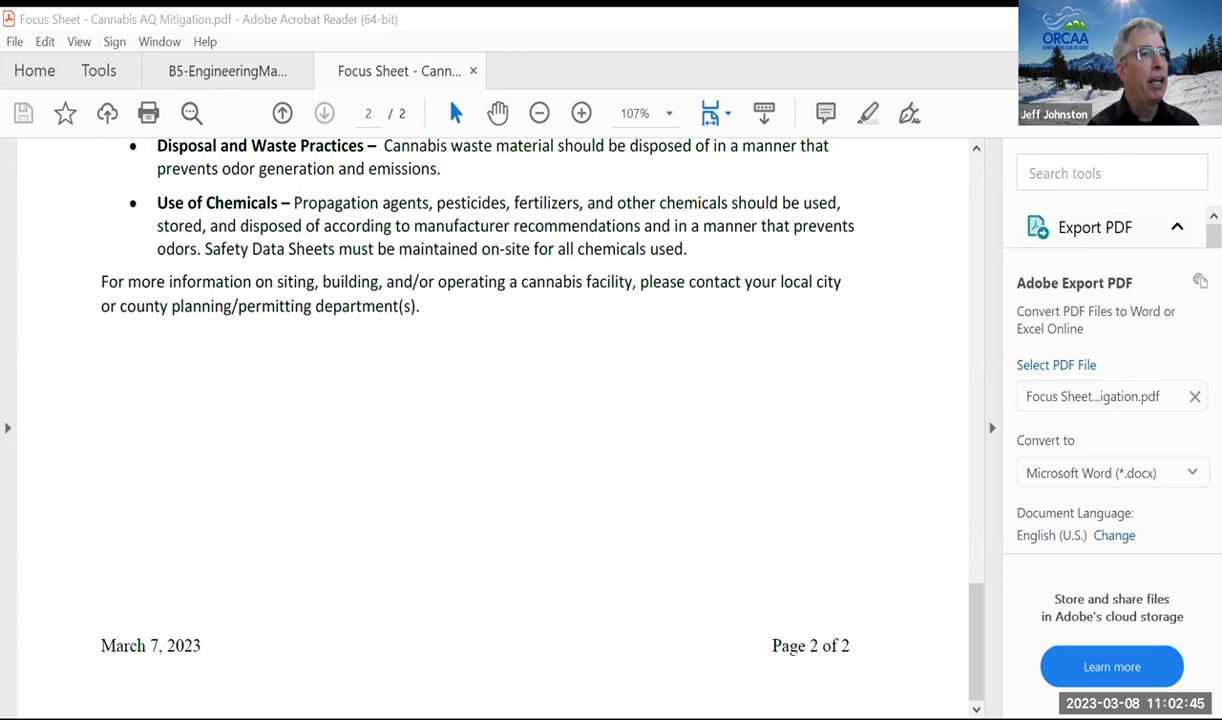 Focus Sheet - Cannabis AQ Mitigation.pdf - Adobe Acrobat Reader (64-bit)
File Edit View Sign Window Help
Home Tools B5-EngineeringMa... Focus Sheet - Cann... ×
2 / 2 107%
ORCAA
Jeff Johnston
• Disposal and Waste Practices – Cannabis waste material should be disposed of in a manner that
prevents odor generation and emissions.
• Use of Chemicals – Propagation agents, pesticides, fertilizers, and other chemicals should be used,
stored, and disposed of according to manufacturer recommendations and in a manner that prevents
odors. Safety Data Sheets must be maintained on-site for all chemicals used.
For more information on siting, building, and/or operating a cannabis facility, please contact your local city
or county planning/permitting department(s).
March 7, 2023 Page 2 of 2
Search tools
Export PDF
Adobe Export PDF
Convert PDF Files to Word or
Excel Online
Select PDF File
Focus Sheet...igation.pdf
Convert to
Microsoft Word (*.docx)
Document Language:
English (U.S.) Change
Store and share files
in Adobe's cloud storage
Learn more
2023-03-08 11:02:45